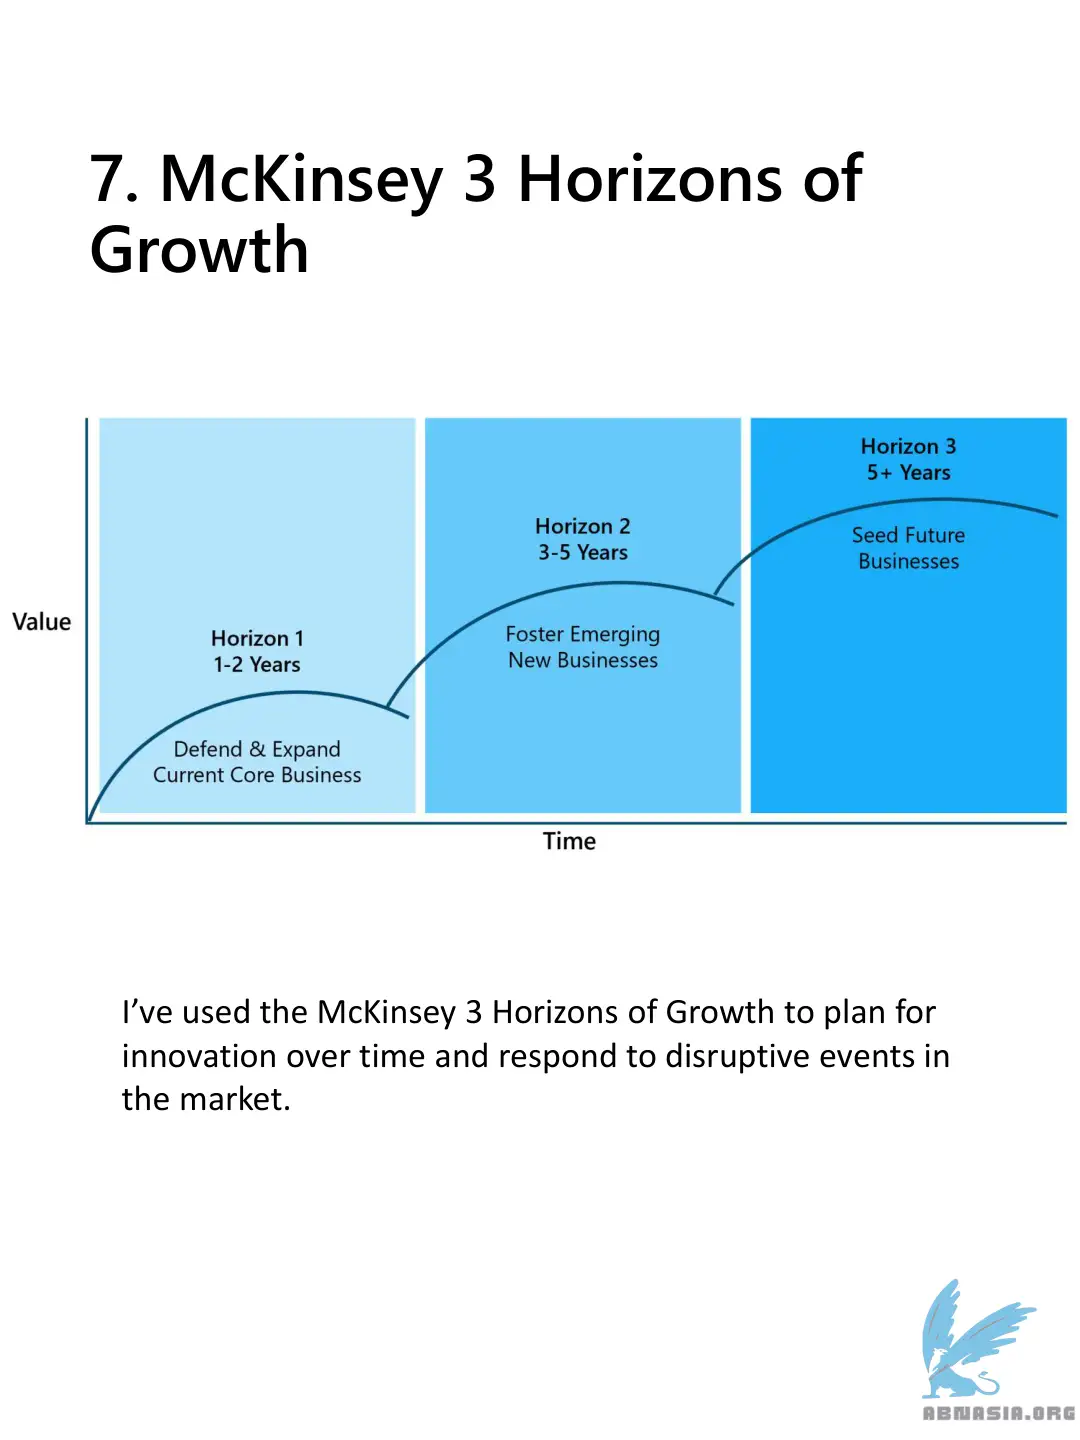 7. McKinsey 3 Horizons of
Growth
Horizon 3
5+ Years
Seed Future
Businesses
Horizon 2
3-5 Years
Foster Emerging
New Businesses
Value
Horizon 1
1-2 Years
Defend & Expand
Current Core Business
Time
I’ve used the McKinsey 3 Horizons of Growth to plan for
innovation over time and respond to disruptive events in
the market.
ABNASIA.ORG